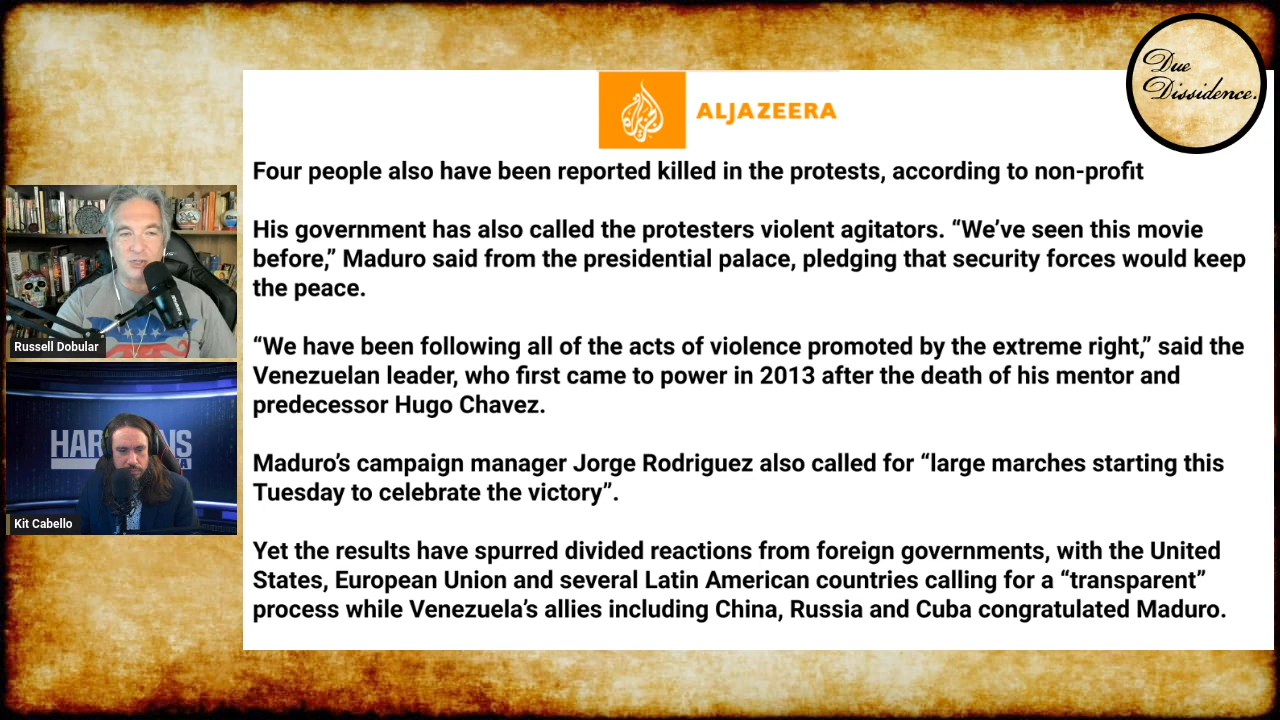 Due
Dissidence.
ALJAZEERA
Four people also have been reported killed in the protests, according to non-profit
His government has also called the protesters violent agitators. “We’ve seen this movie
before,” Maduro said from the presidential palace, pledging that security forces would keep
the peace.
“We have been following all of the acts of violence promoted by the extreme right,” said the
Venezuelan leader, who first came to power in 2013 after the death of his mentor and
predecessor Hugo Chavez.
Maduro’s campaign manager Jorge Rodriguez also called for “large marches starting this
Tuesday to celebrate the victory”.
Yet the results have spurred divided reactions from foreign governments, with the United
States, European Union and several Latin American countries calling for a “transparent”
process while Venezuela’s allies including China, Russia and Cuba congratulated Maduro.
Russell Dobular
Kit Cabello